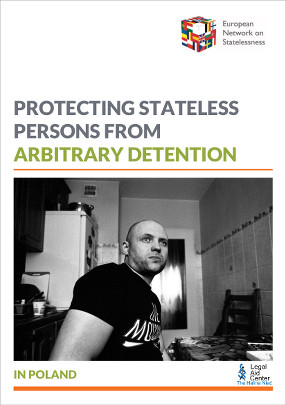 European
Network on
Statelessness
PROTECTING STATELESS
PERSONS FROM
ARBITRARY DETENTION
IN POLAND
Legal
Aid
Center